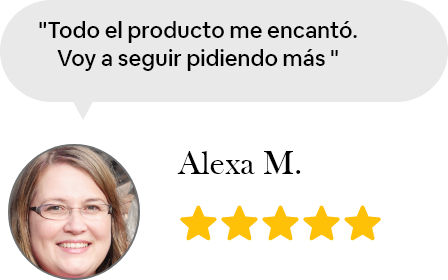 "Todo el producto me encantó.
Voy a seguir pidiendo más "
Alexa M.